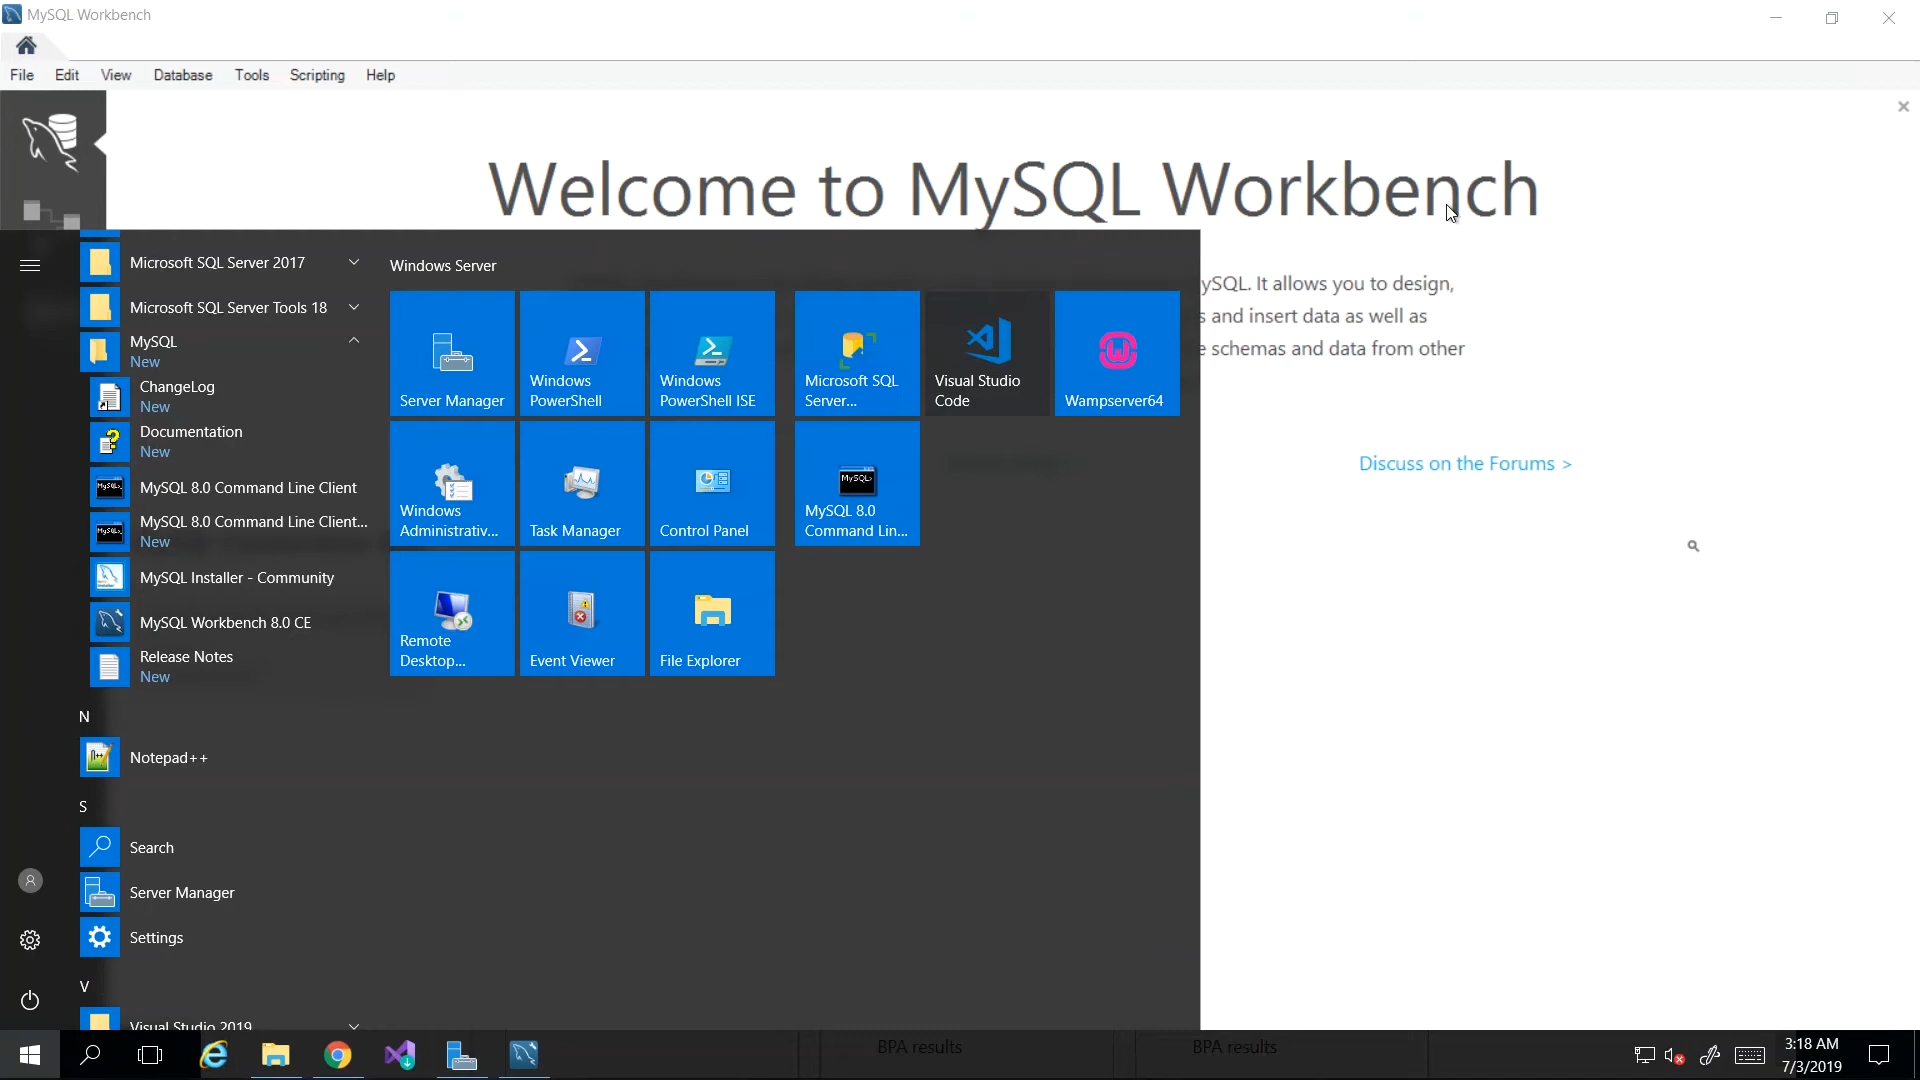 MySQL Workbench
File Edit View Database Tools Scripting Help
Welcome to MySQL Workbench
ySQL. It allows you to design,
s and insert data as well as
e schemas and data from other
Discuss on the Forums >
Microsoft SQL Server 2017
Microsoft SQL Server Tools 18
MySQL
New
ChangeLog
New
Documentation
New
MySQL 8.0 Command Line Client
MySQL 8.0 Command Line Client...
New
MySQL Installer - Community
MySQL Workbench 8.0 CE
Release Notes
New
N
Notepad++
S
Search
Server Manager
Settings
V
Visual Studio 2019
Windows Server
Server Manager
Windows
PowerShell
Windows
PowerShell ISE
Microsoft SQL
Server...
Visual Studio
Code
Wampserver64
Windows
Administrativ...
Task Manager
Control Panel
MySQL>
MySQL 8.0
Command Lin...
Remote
Desktop...
Event Viewer
File Explorer
BPA results
BPA results
3:18 AM
7/3/2019